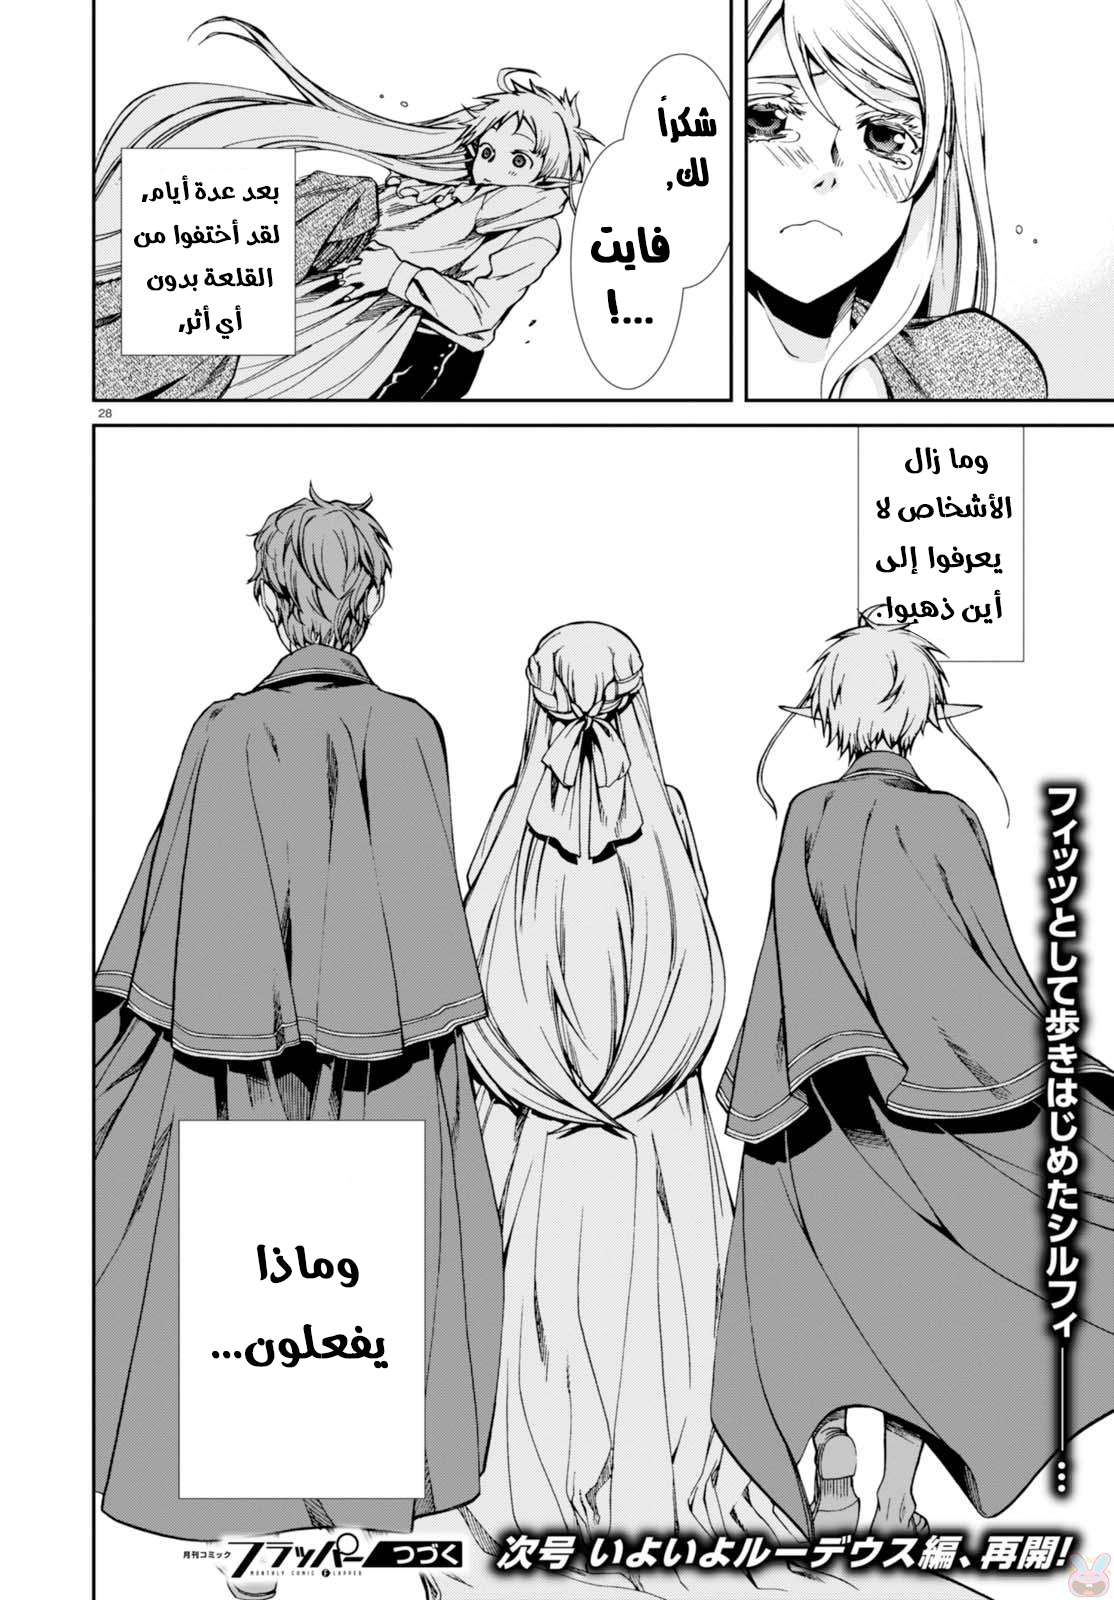 شكراً
لك,
فايت
...!
بعد عدة أيام,
لقد أختفوا من
القلعة بدون
أي أثر,
28
وما زال
الأشخاص لا
يعرفوا إلى
أين ذهبوا.
フィッツとして歩きはじめたシルフィ――…
وماذا
يفعلون...
月刊コミック フラッパー つづく
MONTHLY COMIC FLAPPER
次号 いよいよルーデウス編、再開!